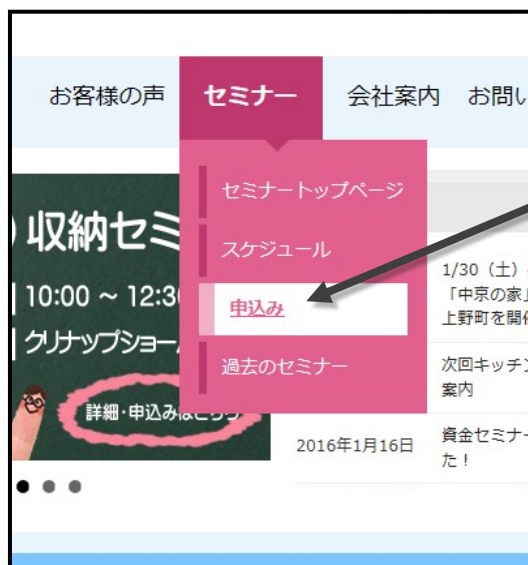 お客様の声
セミナー
会社案内
お問い
セミナートップページ
スケジュール
申込み
過去のセミナー
収納セミ
10:00 ~ 12:3
クリナップショー
詳細・申込みはこちら
1/30（土）
「中京の家」
上野町を開催
次回キッチン
案内
2016年1月16日
資金セミナー
た！